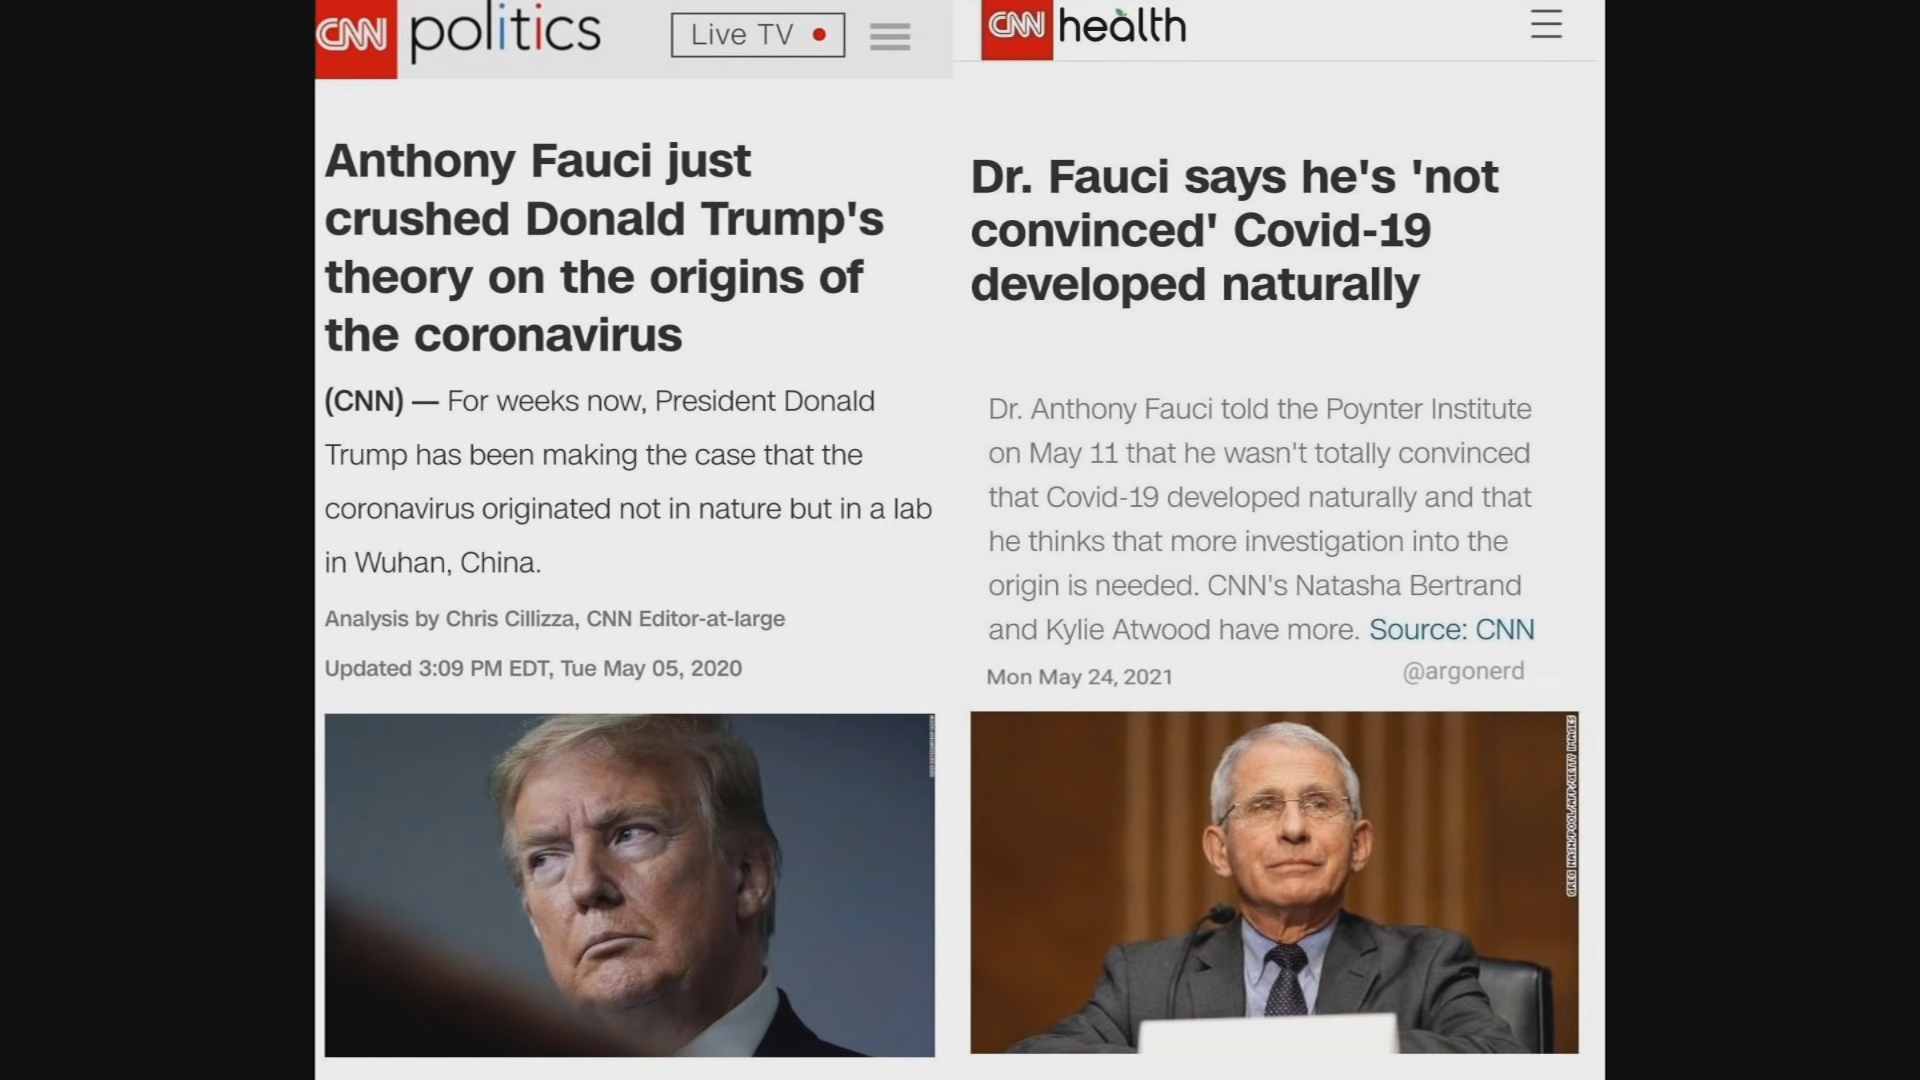 CNN politics
Live TV
Anthony Fauci just
crushed Donald Trump's
theory on the origins of
the coronavirus
(CNN) — For weeks now, President Donald
Trump has been making the case that the
coronavirus originated not in nature but in a lab
in Wuhan, China.
Analysis by Chris Cillizza, CNN Editor-at-large
Updated 3:09 PM EDT, Tue May 05, 2020
CNN health
Dr. Fauci says he's 'not
convinced' Covid-19
developed naturally
Dr. Anthony Fauci told the Poynter Institute
on May 11 that he wasn't totally convinced
that Covid-19 developed naturally and that
he thinks that more investigation into the
origin is needed. CNN's Natasha Bertrand
and Kylie Atwood have more. Source: CNN
@argonerd
Mon May 24, 2021
GREG NASH/POOL/AFP/GETTY IMAGES